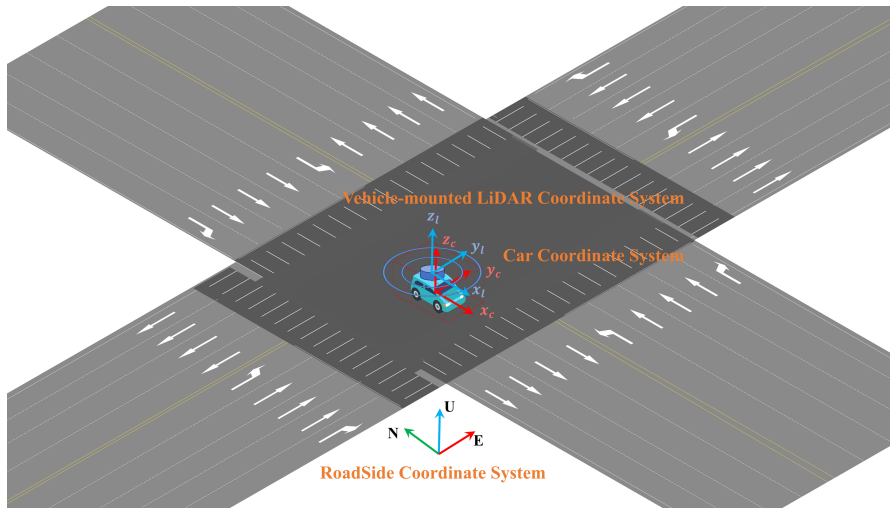 Vehicle-mounted LiDAR Coordinate System
z_l
z_c
y_l
Car Coordinate System
y_c
x_l
x_c
U
N
E
RoadSide Coordinate System